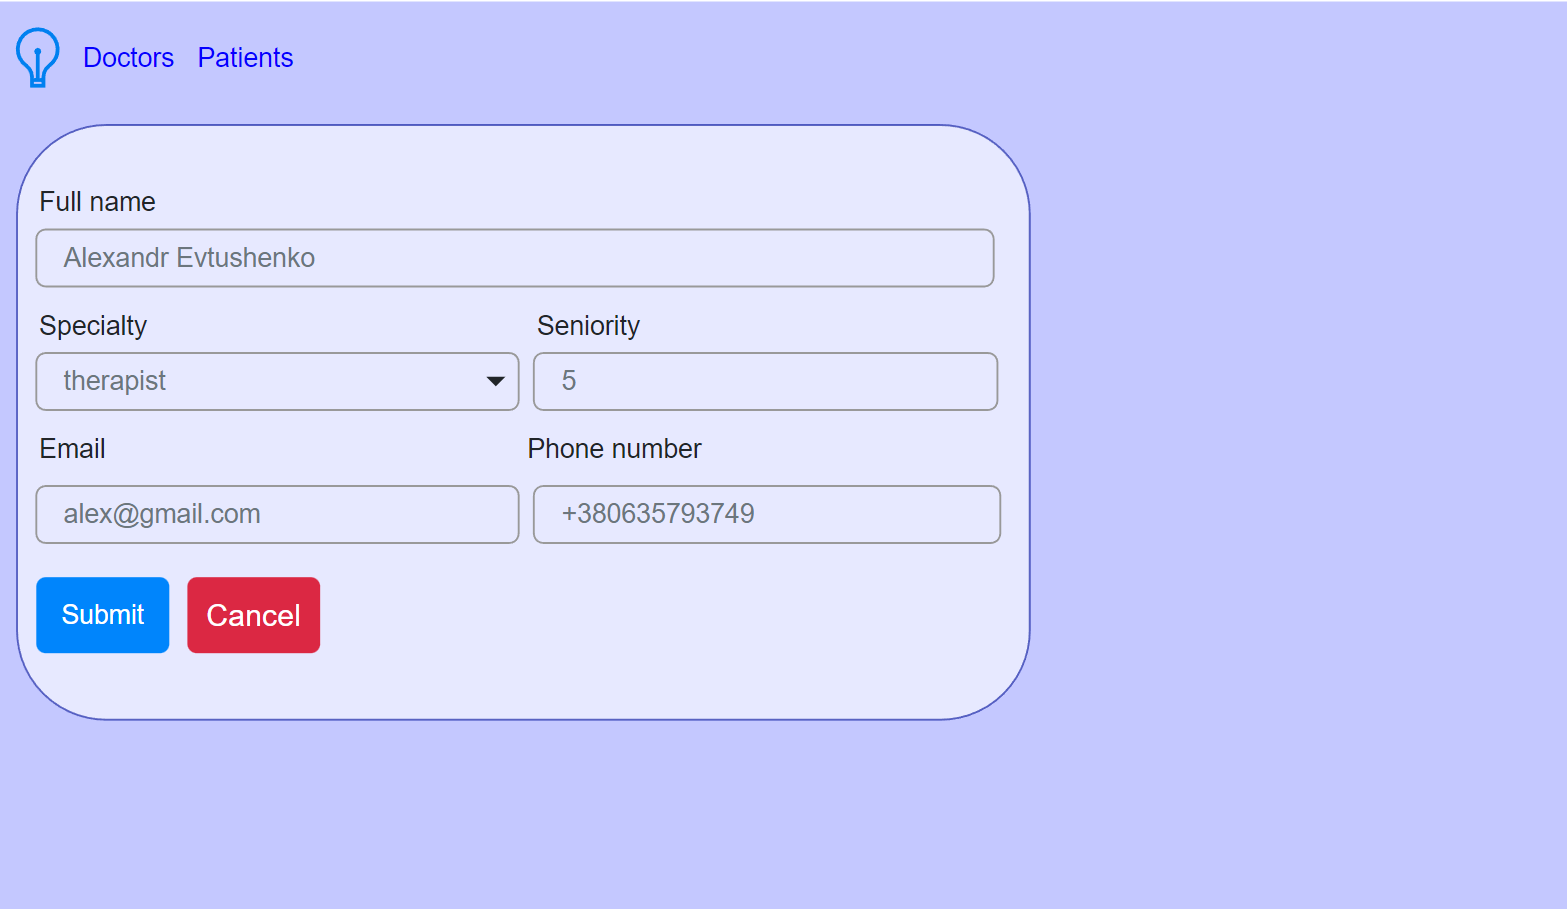 Doctors Patients
Full name
Alexandr Evtushenko
Specialty Seniority
therapist 5
Email Phone number
alex@gmail.com +380635793749
Submit Cancel